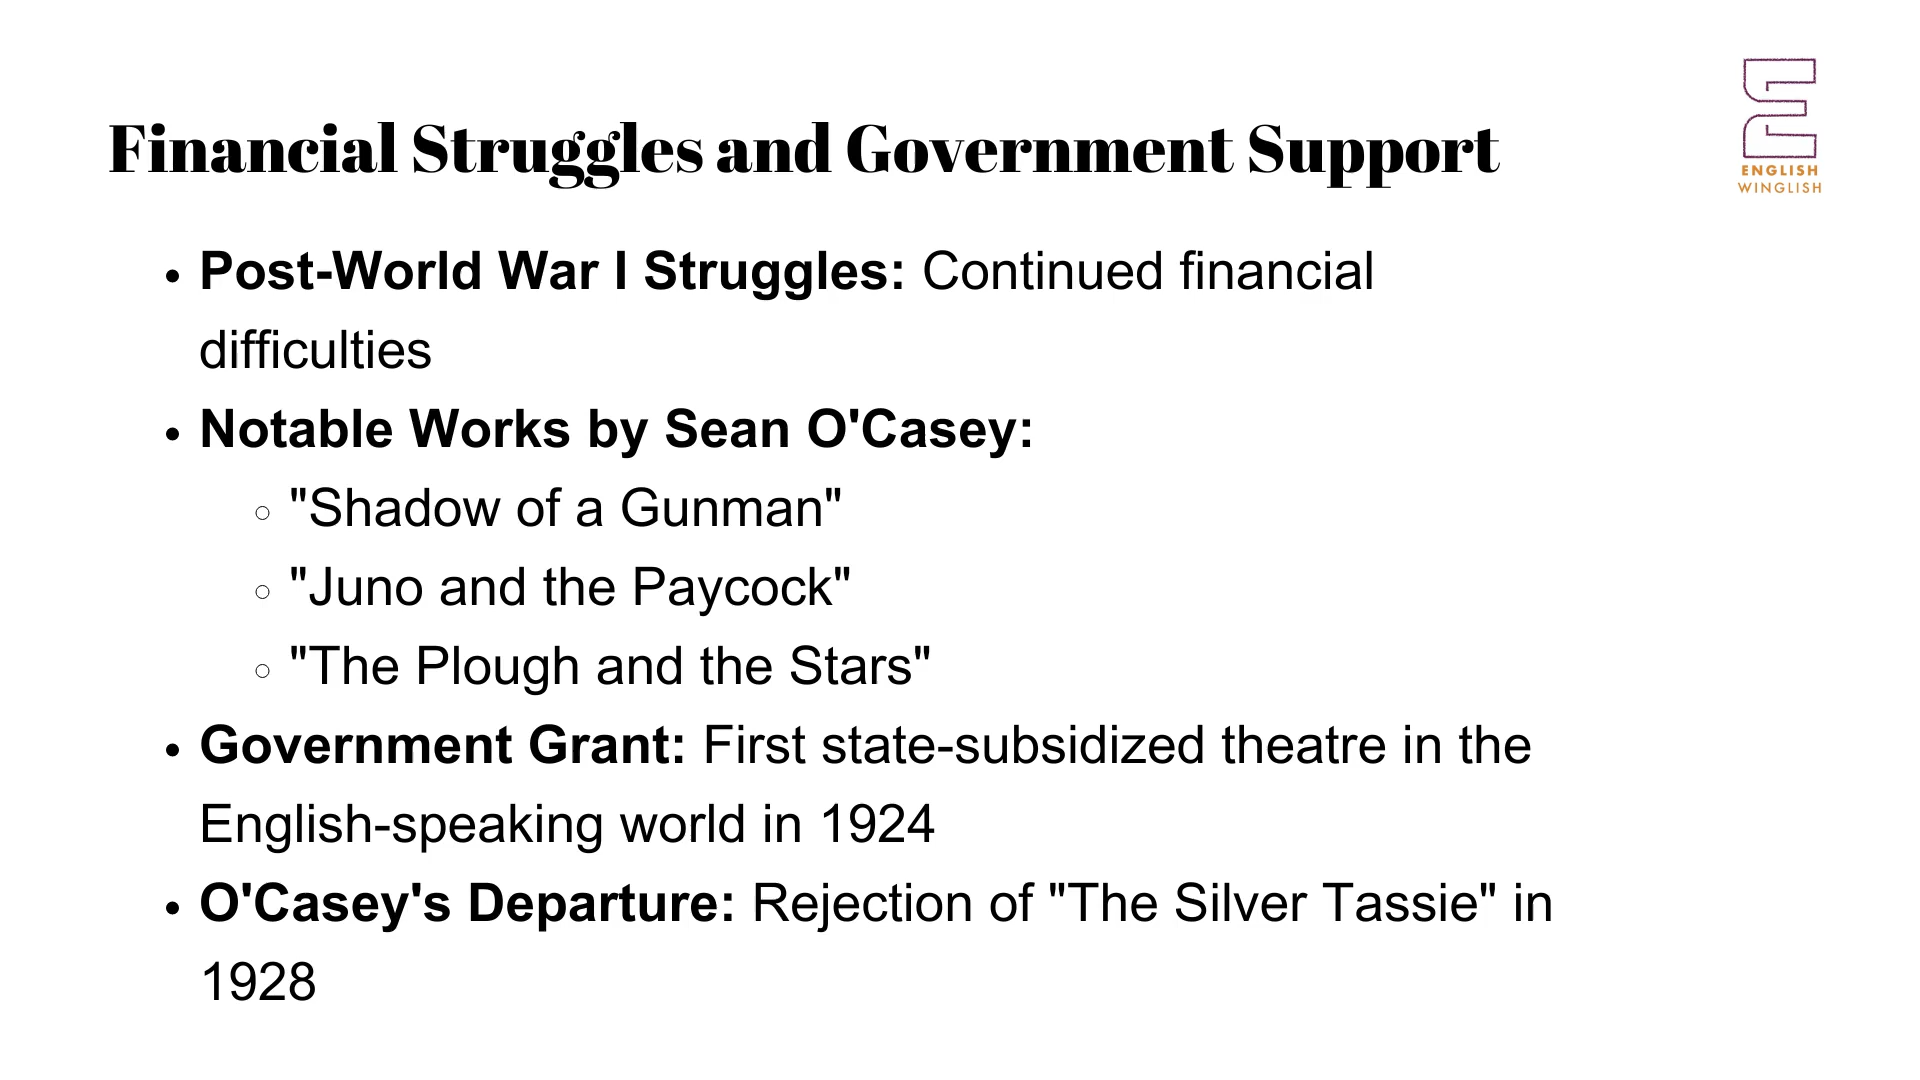 Financial Struggles and Government Support
ENGLISH
WINGLISH
• Post-World War I Struggles: Continued financial
difficulties
• Notable Works by Sean O'Casey:
○ "Shadow of a Gunman"
○ "Juno and the Paycock"
○ "The Plough and the Stars"
• Government Grant: First state-subsidized theatre in the
English-speaking world in 1924
• O'Casey's Departure: Rejection of "The Silver Tassie" in
1928